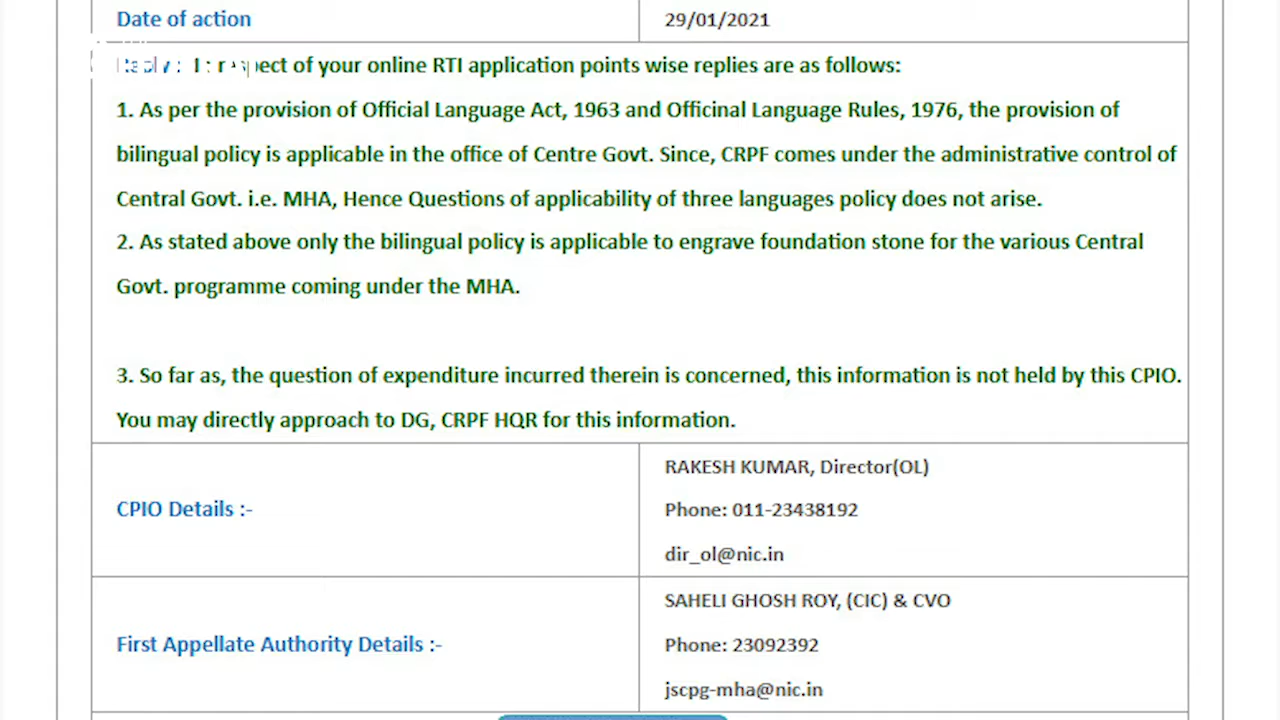 Date of action
29/01/2021
of your online RTI application points wise replies are as follows:
1. As per the provision of Official Language Act, 1963 and Officinal Language Rules, 1976, the provision of
bilingual policy is applicable in the office of Centre Govt. Since, CRPF comes under the administrative control of
Central Govt. i.e. MHA, Hence Questions of applicability of three languages policy does not arise.
2. As stated above only the bilingual policy is applicable to engrave foundation stone for the various Central
Govt. programme coming under the MHA.
3. So far as, the question of expenditure incurred therein is concerned, this information is not held by this CPIO.
You may directly approach to DG, CRPF HQR for this information.
CPIO Details :-
RAKESH KUMAR, Director(OL)
Phone: 011-23438192
dir_ol@nic.in
First Appellate Authority Details :-
SAHELI GHOSH ROY, (CIC) & CVO
Phone: 23092392
jscpg-mha@nic.in